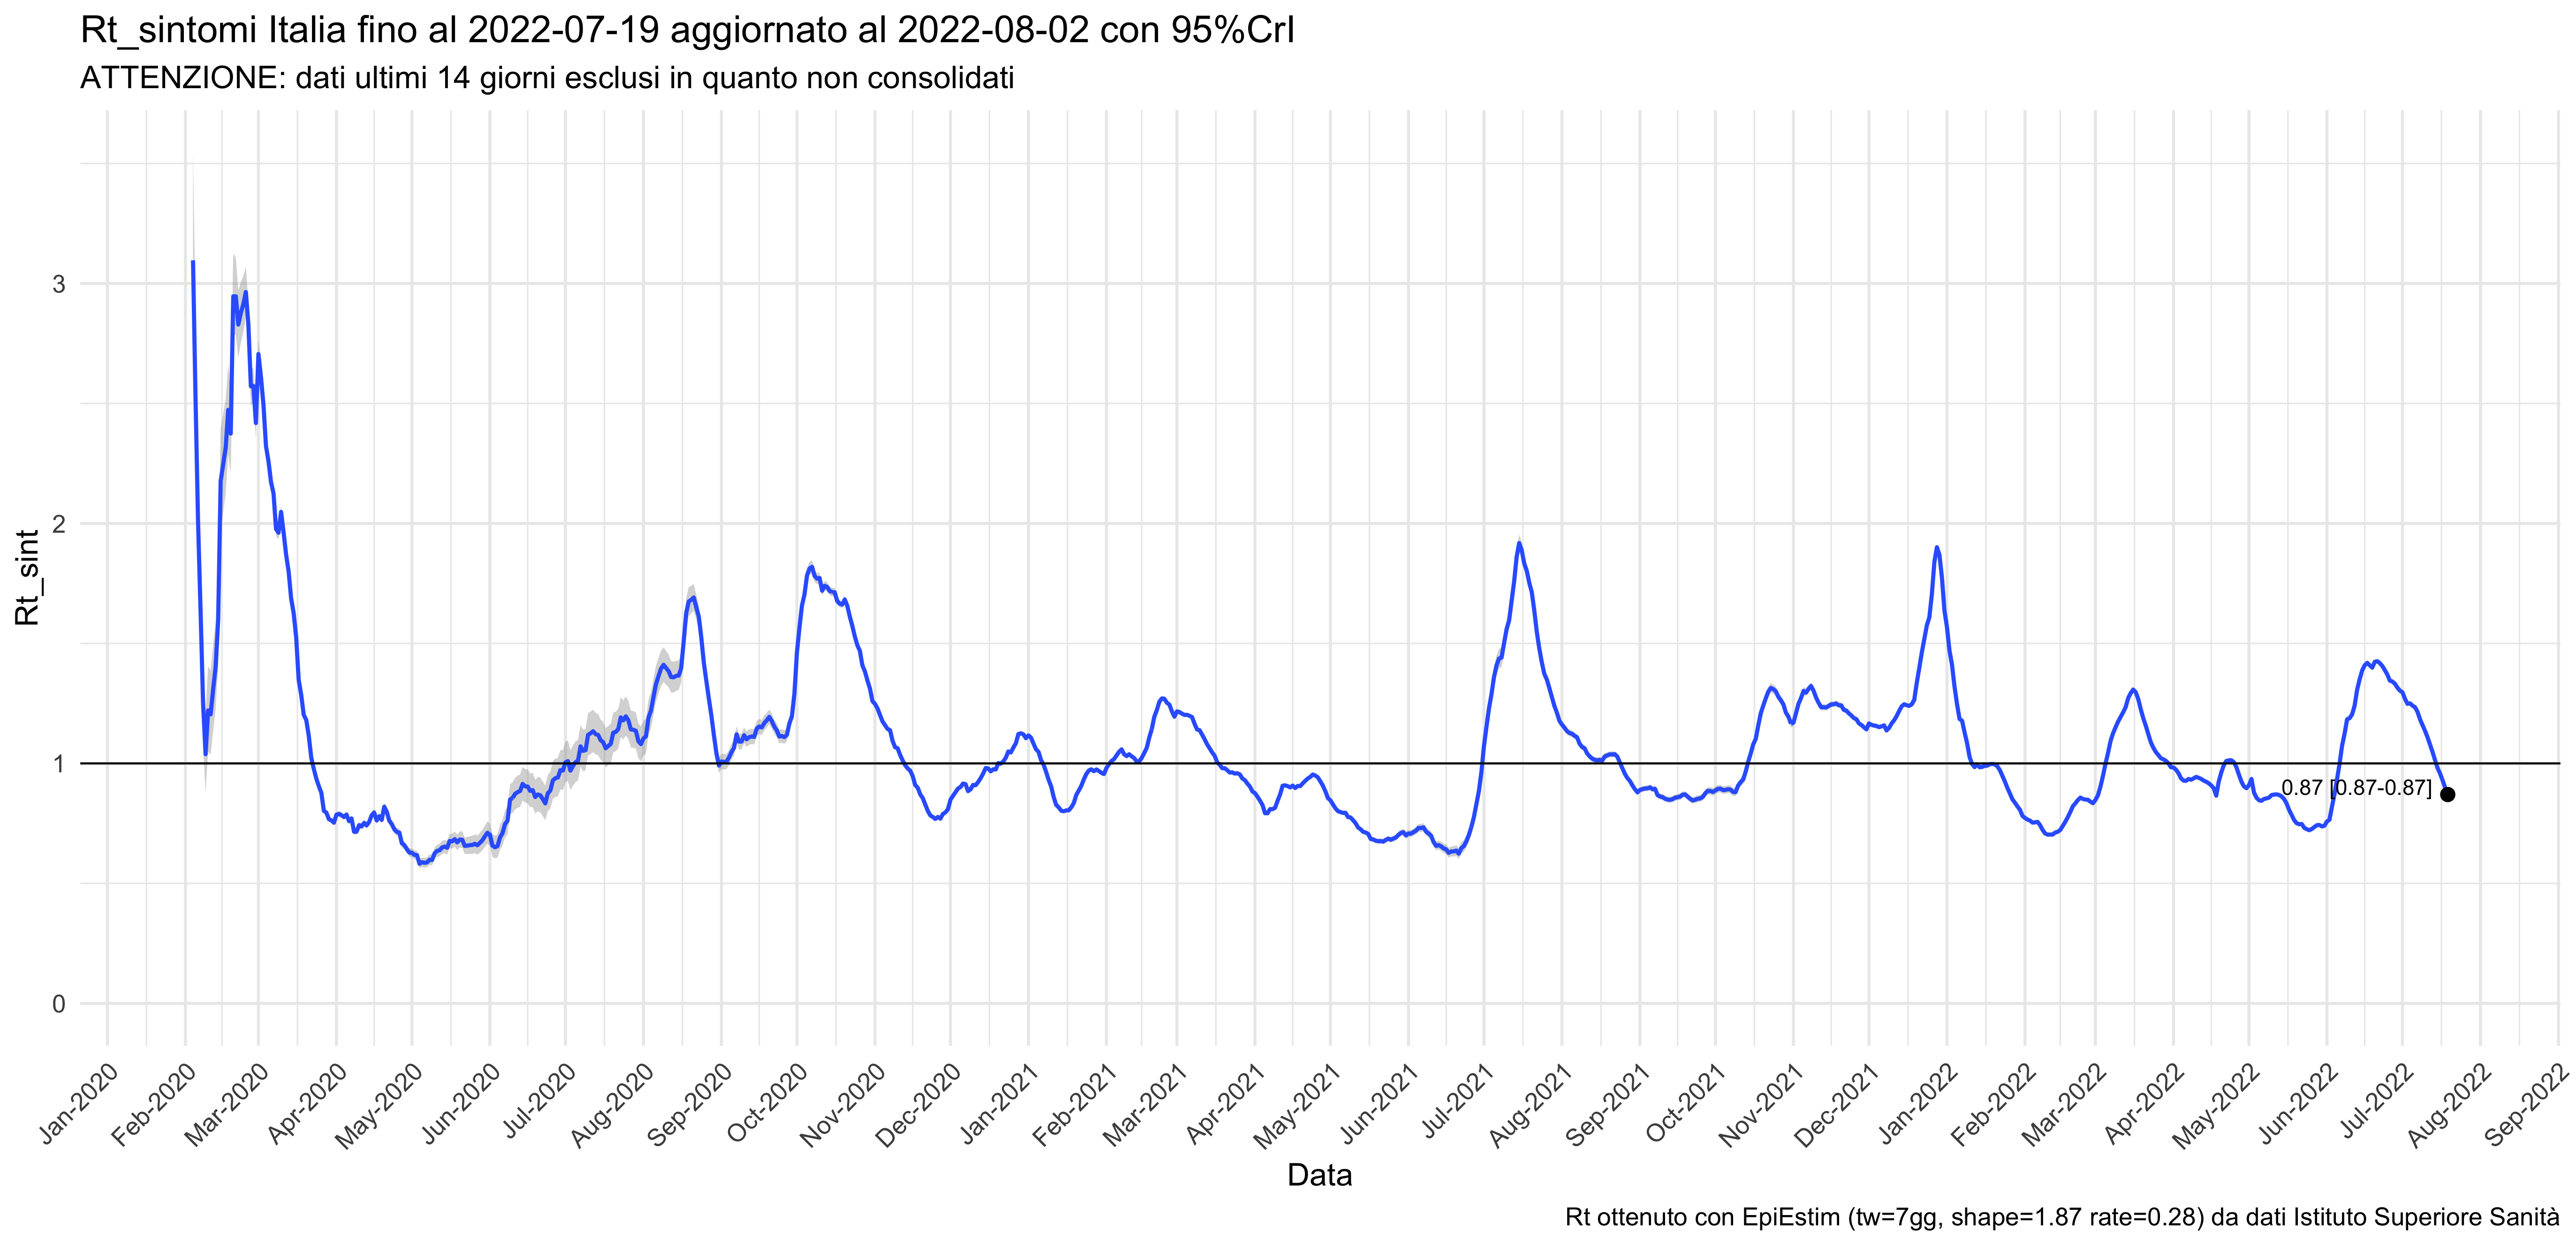 Rt_sintomi Italia fino al 2022-07-19 aggiornato al 2022-08-02 con 95%CrI
ATTENZIONE: dati ultimi 14 giorni esclusi in quanto non consolidati
Rt_sint
3
2
1
0
0.87 [0.87-0.87]
Jan-2020
Feb-2020
Mar-2020
Apr-2020
May-2020
Jun-2020
Jul-2020
Aug-2020
Sep-2020
Oct-2020
Nov-2020
Dec-2020
Jan-2021
Feb-2021
Mar-2021
Apr-2021
May-2021
Jun-2021
Jul-2021
Aug-2021
Sep-2021
Oct-2021
Nov-2021
Dec-2021
Jan-2022
Feb-2022
Mar-2022
Apr-2022
May-2022
Jun-2022
Jul-2022
Aug-2022
Sep-2022
Data
Rt ottenuto con EpiEstim (tw=7gg, shape=1.87 rate=0.28) da dati Istituto Superiore Sanità